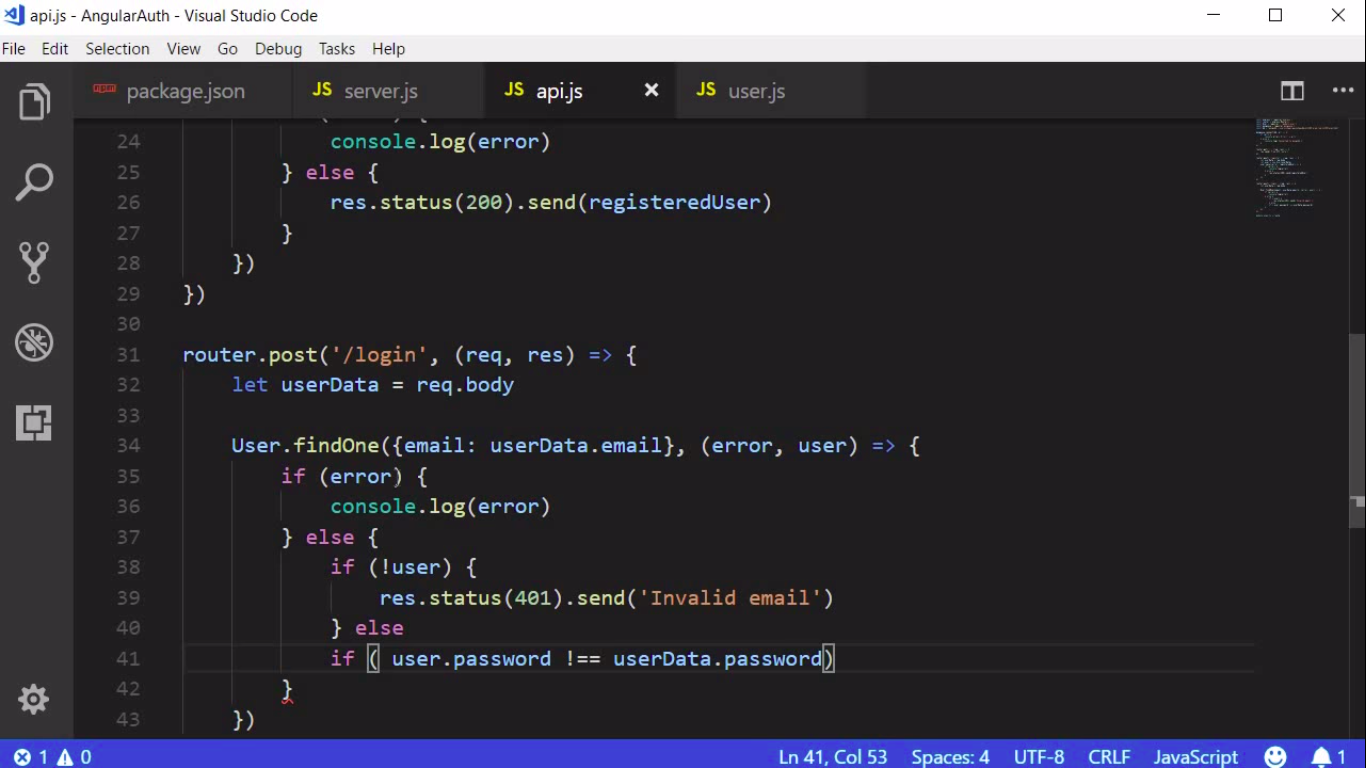 api.js - AngularAuth - Visual Studio Code
File Edit Selection View Go Debug Tasks Help
package.json JS server.js JS api.js JS user.js
24 console.log(error)
25 } else {
26 res.status(200).send(registeredUser)
27 }
28 })
29 })
30
31 router.post('/login', (req, res) => {
32 let userData = req.body
33
34 User.findOne({email: userData.email}, (error, user) => {
35 if (error) {
36 console.log(error)
37 } else {
38 if (!user) {
39 res.status(401).send('Invalid email')
40 } else
41 if ( user.password !== userData.password)
42 }
43 })
1 0 Ln 41, Col 53 Spaces: 4 UTF-8 CRLF JavaScript 1